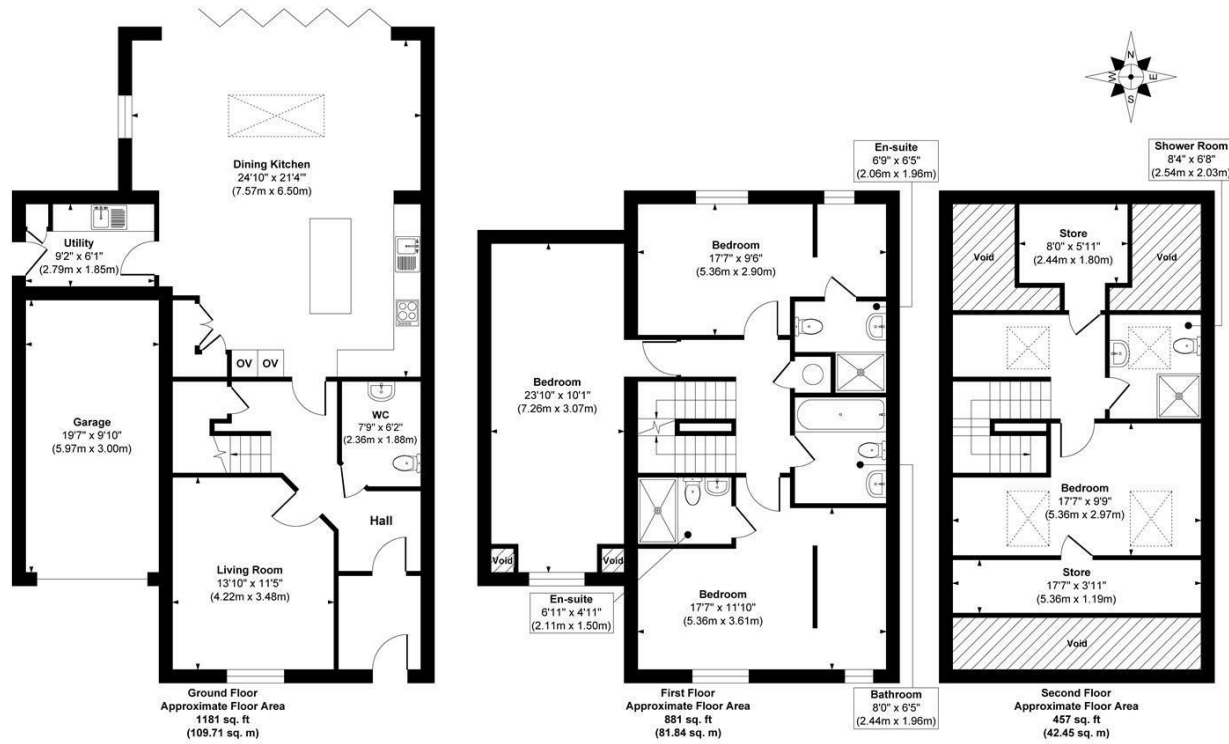 N
W
E
S
Dining Kitchen
24'10" x 21'4"
(7.57m x 6.50m)
Utility
9'2" x 6'1"
(2.79m x 1.85m)
OV
OV
Garage
19'7" x 9'10"
(5.97m x 3.00m)
WC
7'9" x 6'2"
(2.36m x 1.88m)
Hall
Living Room
13'10" x 11'5"
(4.22m x 3.48m)
Ground Floor
Approximate Floor Area
1181 sq. ft
(109.71 sq. m)
En-suite
6'9" x 6'5"
(2.06m x 1.96m)
Bedroom
17'7" x 9'6"
(5.36m x 2.90m)
Bedroom
23'10" x 10'1"
(7.26m x 3.07m)
Void
Void
En-suite
6'11" x 4'11"
(2.11m x 1.50m)
Bedroom
17'7" x 11'10"
(5.36m x 3.61m)
Bathroom
8'0" x 6'5"
(2.44m x 1.96m)
First Floor
Approximate Floor Area
881 sq. ft
(81.84 sq. m)
Shower Room
8'4" x 6'8"
(2.54m x 2.03m)
Void
Store
8'0" x 5'11"
(2.44m x 1.80m)
Void
Bedroom
17'7" x 9'9"
(5.36m x 2.97m)
Store
17'7" x 3'11"
(5.36m x 1.19m)
Void
Second Floor
Approximate Floor Area
457 sq. ft
(42.45 sq. m)